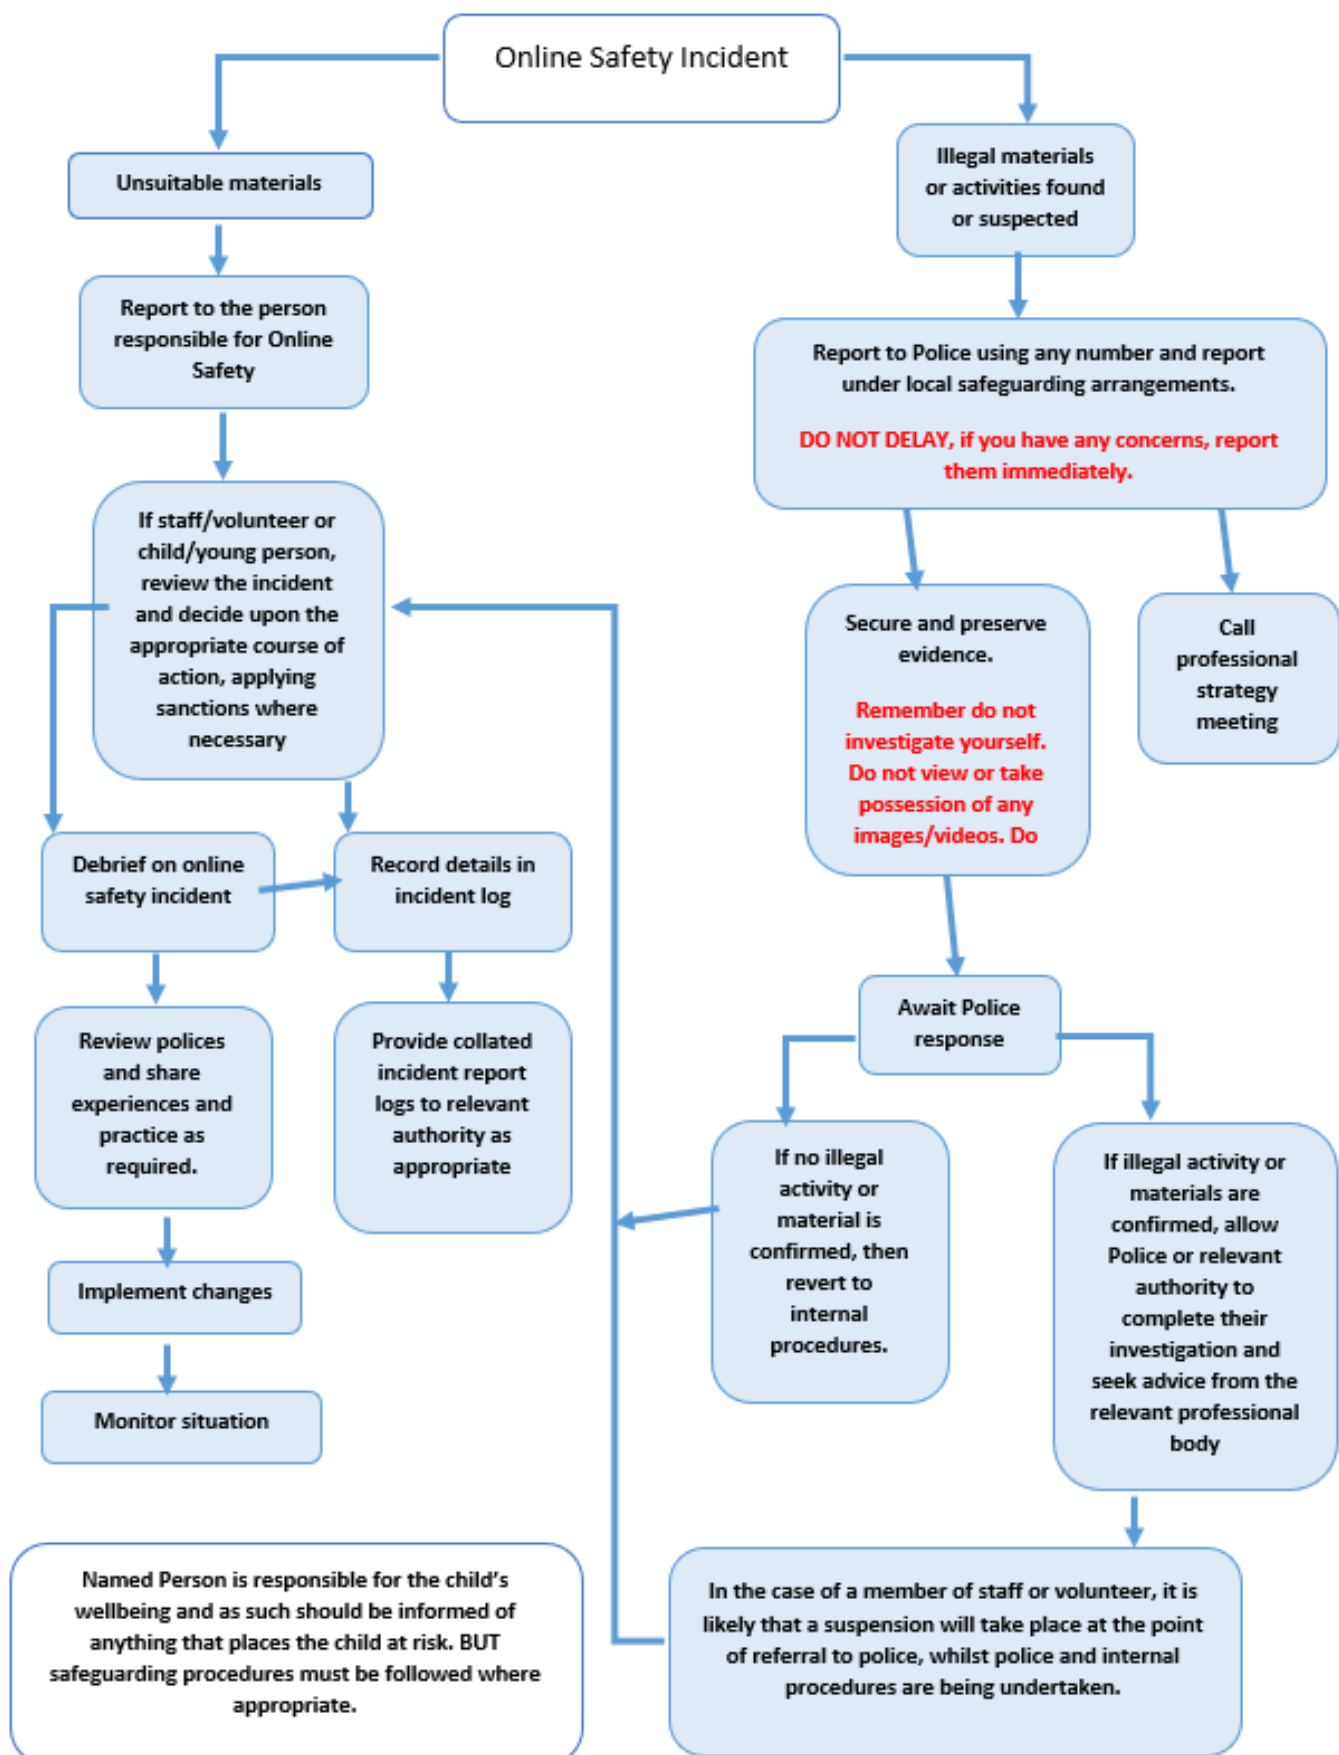 Online Safety Incident
Unsuitable materials
Illegal materials
or activities found
or suspected
Report to the person
responsible for Online
Safety
Report to Police using any number and report
under local safeguarding arrangements.
DO NOT DELAY, if you have any concerns, report
them immediately.
If staff/volunteer or
child/young person,
review the incident
and decide upon the
appropriate course of
action, applying
sanctions where
necessary
Secure and preserve
evidence.
Remember do not
investigate yourself.
Do not view or take
possession of any
images/videos. Do
Call
professional
strategy
meeting
Debrief on online
safety incident
Record details in
incident log
Review polices
and share
experiences and
practice as
required.
Provide collated
incident report
logs to relevant
authority as
appropriate
Await Police
response
If no illegal
activity or
material is
confirmed, then
revert to
internal
procedures.
If illegal activity or
materials are
confirmed, allow
Police or relevant
authority to
complete their
investigation and
seek advice from the
relevant professional
body
Implement changes
Monitor situation
Named Person is responsible for the child’s
wellbeing and as such should be informed of
anything that places the child at risk. BUT
safeguarding procedures must be followed where
appropriate.
In the case of a member of staff or volunteer, it is
likely that a suspension will take place at the point
of referral to police, whilst police and internal
procedures are being undertaken.